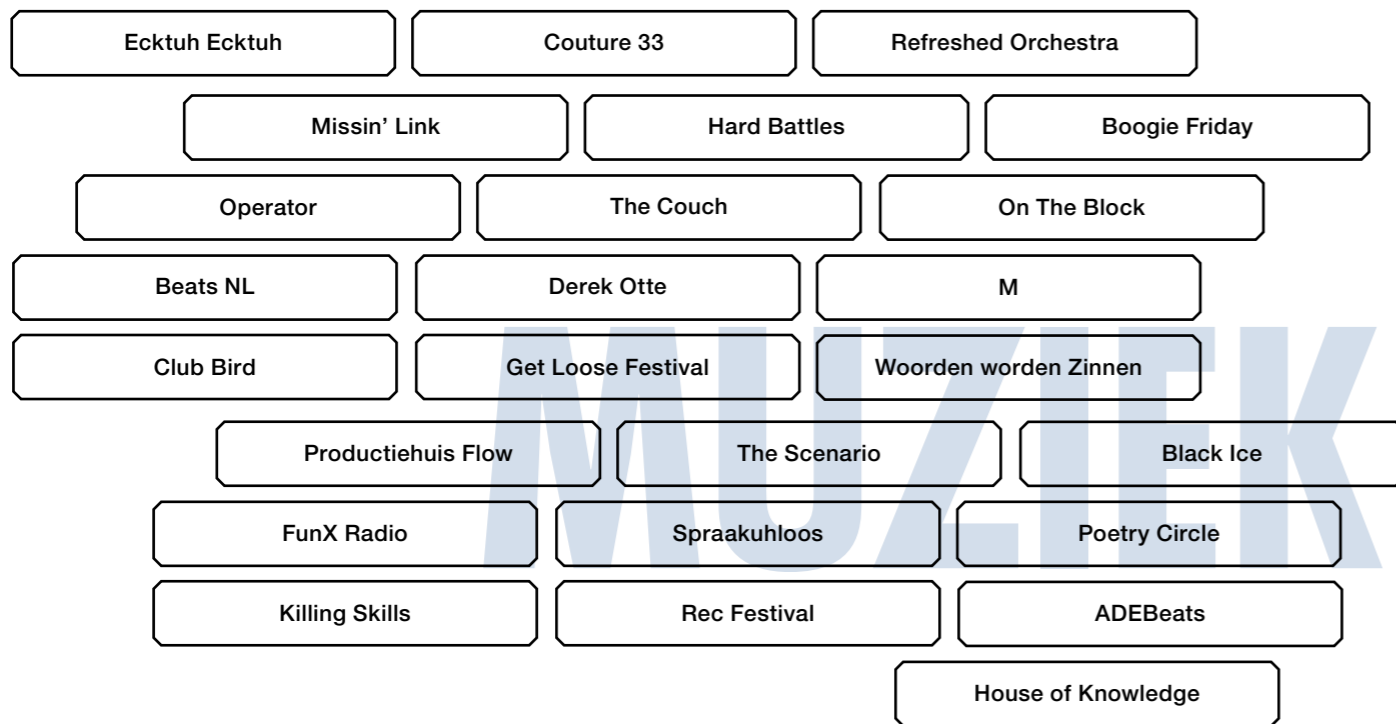 Ecktuh Ecktuh
Couture 33
Refreshed Orchestra
Missin’ Link
Hard Battles
Boogie Friday
Operator
The Couch
On The Block
Beats NL
Derek Otte
M
Club Bird
Get Loose Festival
Woorden worden Zinnen
MUZIEK
Productiehuis Flow
The Scenario
Black Ice
FunX Radio
Spraakuhloos
Poetry Circle
Killing Skills
Rec Festival
ADEBeats
House of Knowledge